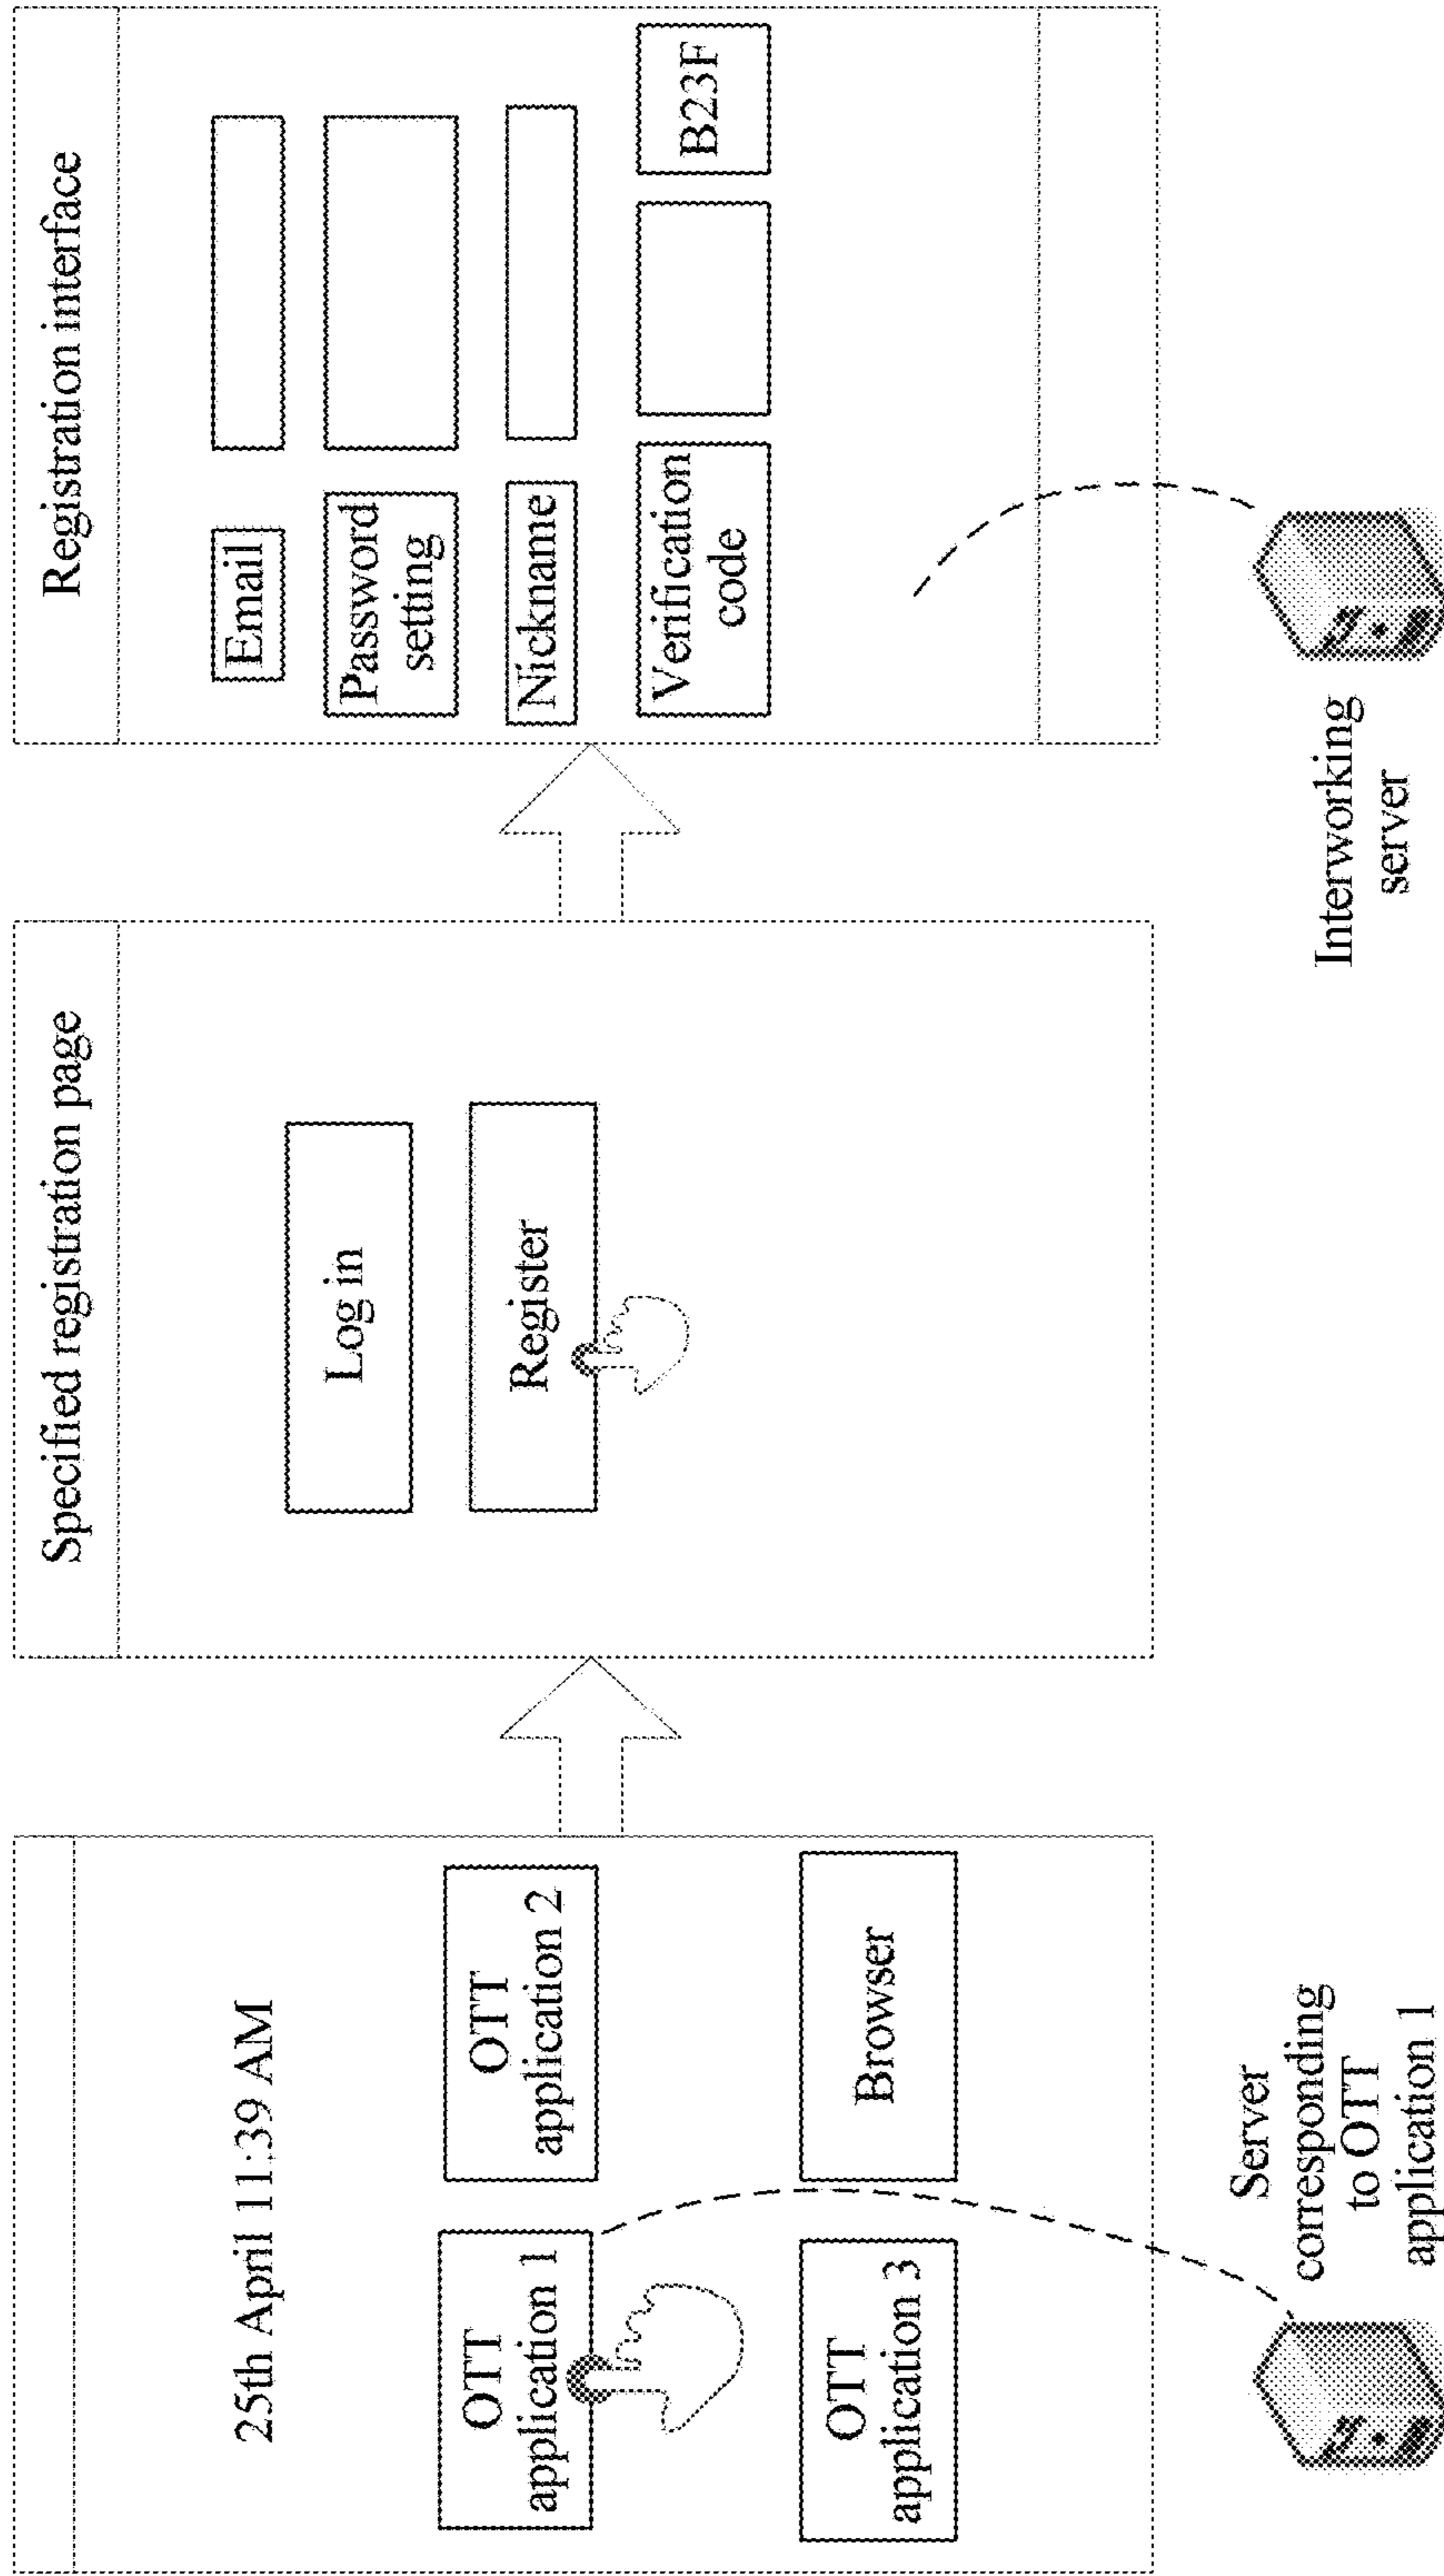 25th April 11:39 AM
OTT
application 1
OTT
application 2
OTT
application 3
Browser
Server
corresponding
to OTT
application 1
Specified registration page
Log in
Register
Registration interface
Email
Password
setting
Nickname
Verification
code
B23F
Interworking
server